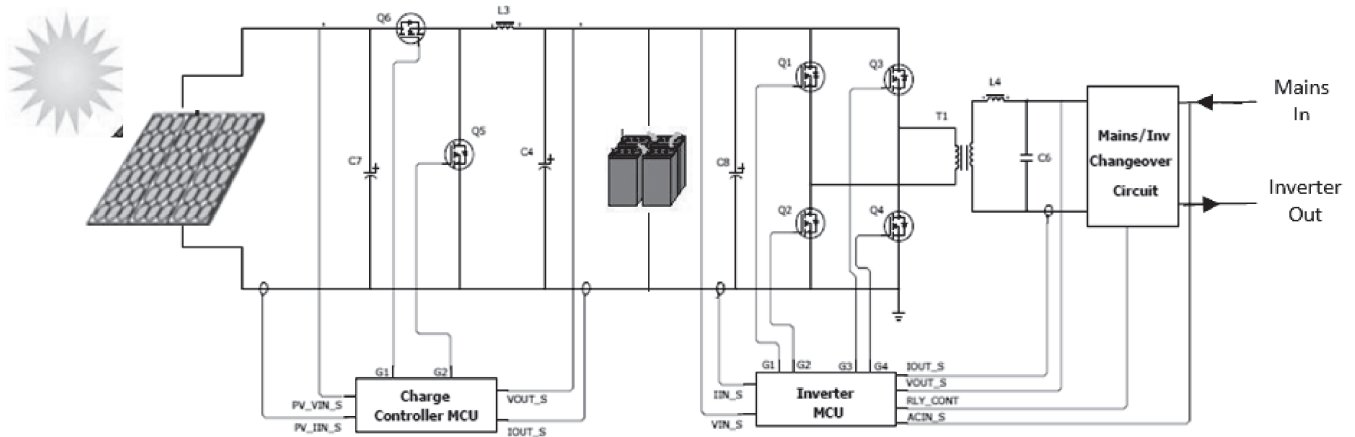 Q6
L3
Q1
Q3
L4
Mains
In
T1
Q5
C7
C4
C8
C6
Mains/Inv
Changeover
Circuit
Inverter
Out
Q2
Q4
G1
G2
G1
G2
G3
G4
IOUT_S
VOUT_S
RLY_CONT
ACIN_S
Charge
Controller MCU
VOUT_S
IOUT_S
PV_VIN_S
PV_IIN_S
IIN_S
VIN_S
Inverter
MCU